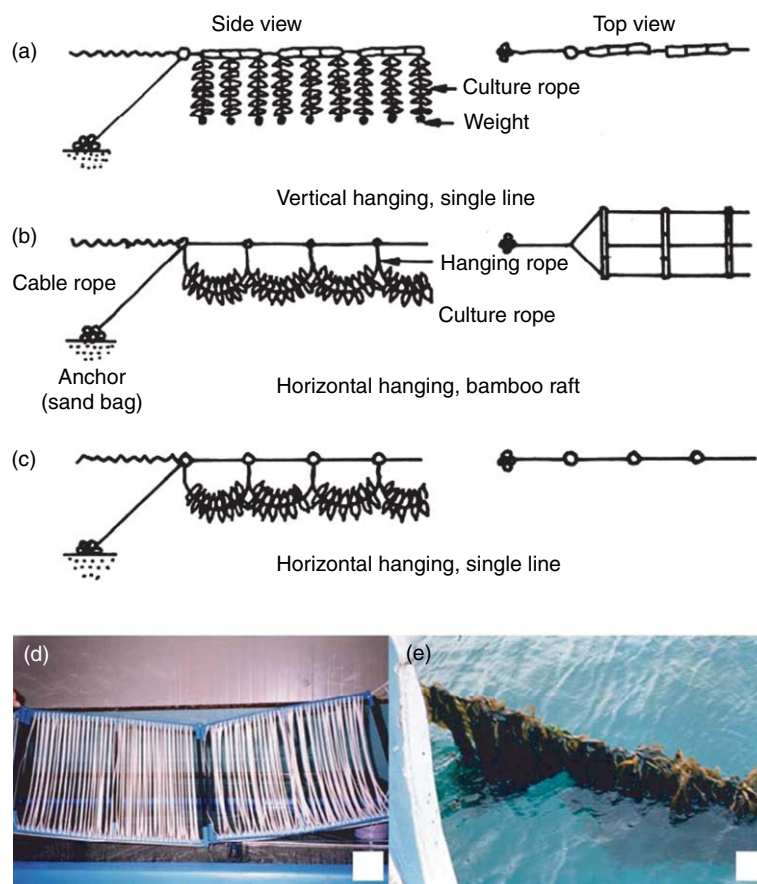 Side view
Top view
(a)
Culture rope
Weight
Vertical hanging, single line
(b)
Hanging rope
Cable rope
Culture rope
Anchor
(sand bag)
Horizontal hanging, bamboo raft
(c)
Horizontal hanging, single line
(d)
(e)